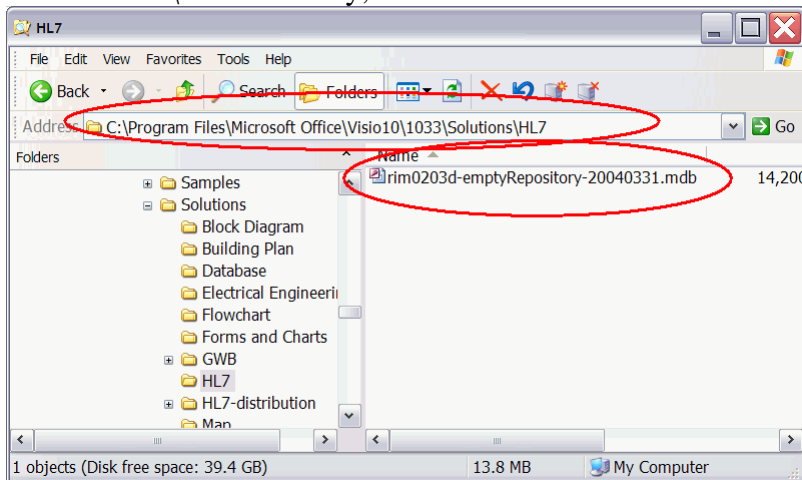 HL7
File Edit View Favorites Tools Help
Back Search Folders
Address C:\Program Files\Microsoft Office\Visio10\1033\Solutions\HL7 Go
Folders Name
Samples rim0203d-emptyRepository-20040331.mdb 14,200
Solutions
Block Diagram
Building Plan
Database
Electrical Engineeri
Flowchart
Forms and Charts
GWB
HL7
HL7-distribution
Map
1 objects (Disk free space: 39.4 GB) 13.8 MB My Computer